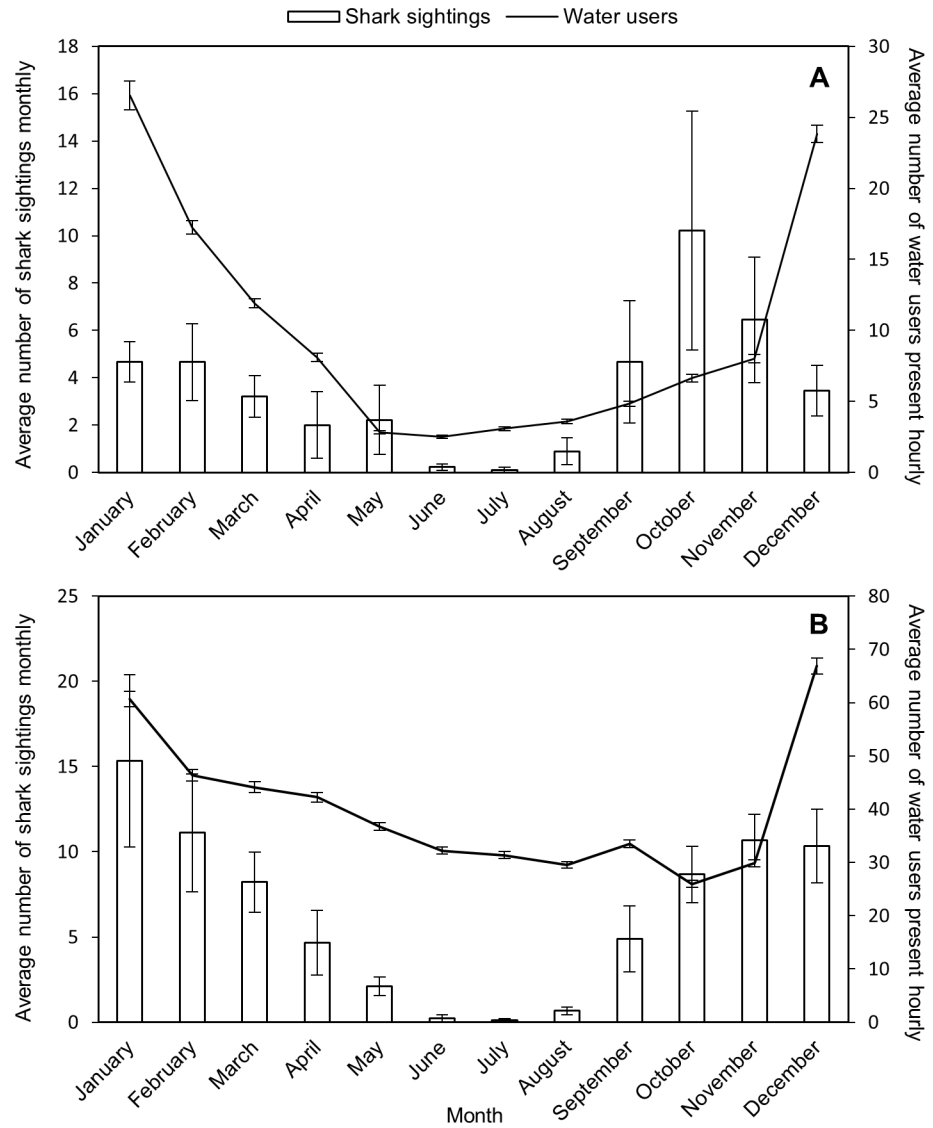 Shark sightings Water users
A
Average number of shark sightings monthly
18
16
14
12
10
8
6
4
2
0
30
25
20
15
10
5
0
Average number of water users present hourly
January
February
March
April
May
June
July
August
September
October
November
December
B
Average number of shark sightings monthly
25
20
15
10
5
0
80
70
60
50
40
30
20
10
0
Average number of water users present hourly
January
February
March
April
May
June
July
August
September
October
November
December
Month